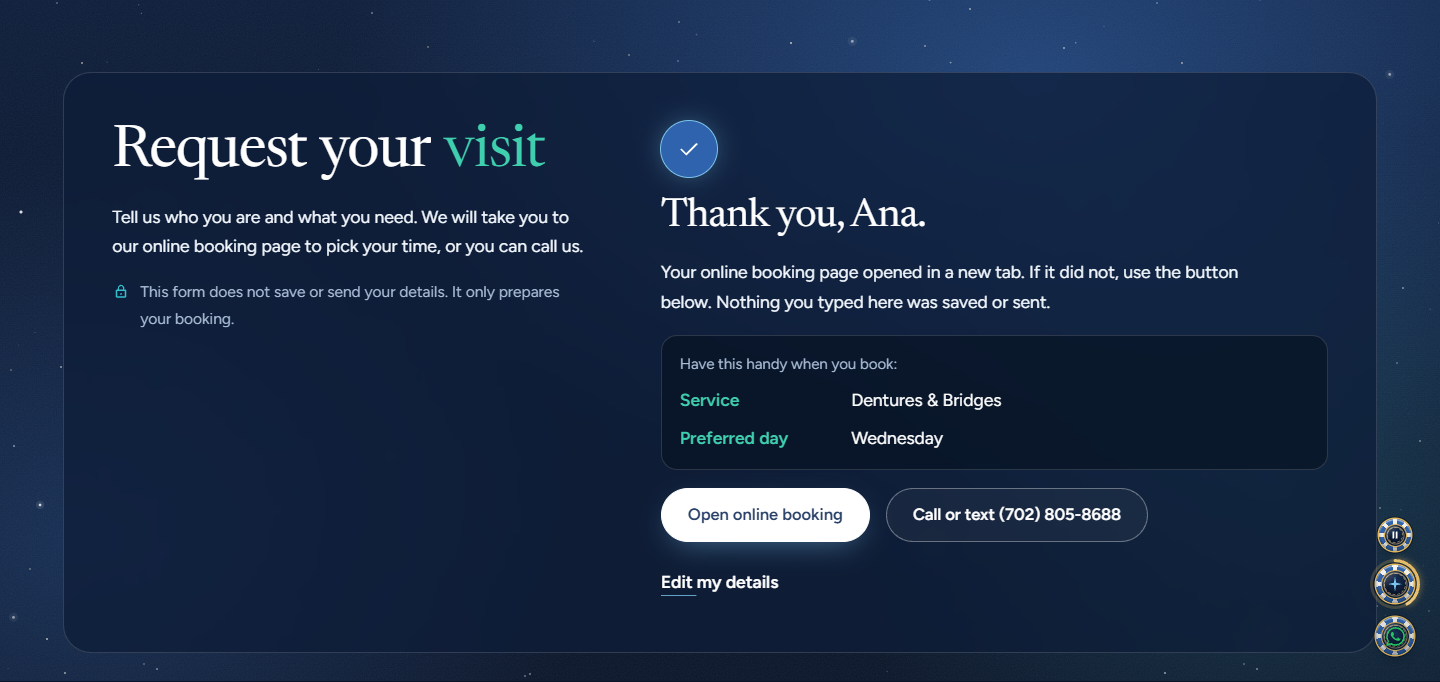 Request your visit
Tell us who you are and what you need. We will take you to
our online booking page to pick your time, or you can call us.
This form does not save or send your details. It only prepares
your booking.
Thank you, Ana.
Your online booking page opened in a new tab. If it did not, use the button
below. Nothing you typed here was saved or sent.
Have this handy when you book:
Service Dentures & Bridges
Preferred day Wednesday
Open online booking Call or text (702) 805-8688
Edit my details